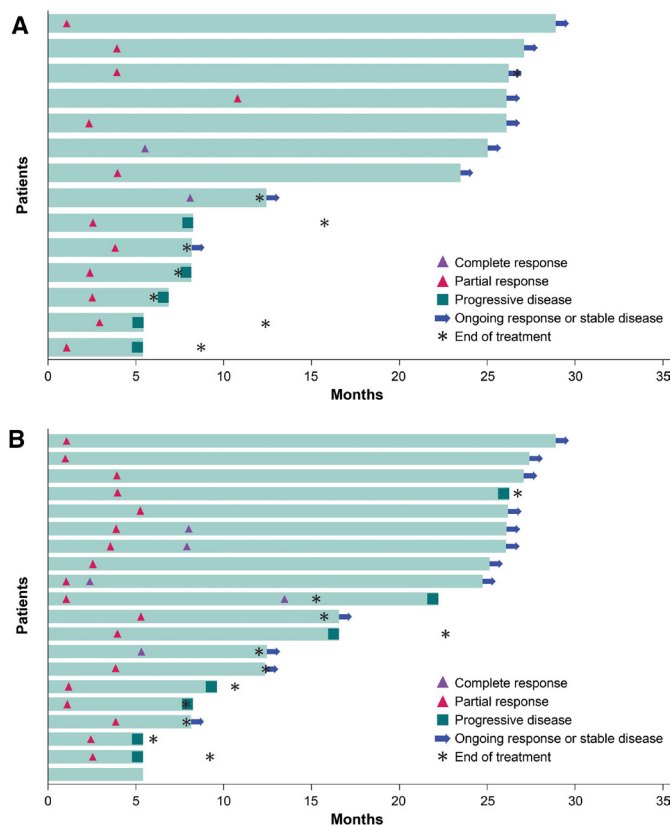 A
Patients
Complete response
Partial response
Progressive disease
Ongoing response or stable disease
* End of treatment
0 5 10 15 20 25 30 35
Months
B
Patients
Complete response
Partial response
Progressive disease
Ongoing response or stable disease
* End of treatment
0 5 10 15 20 25 30 35
Months